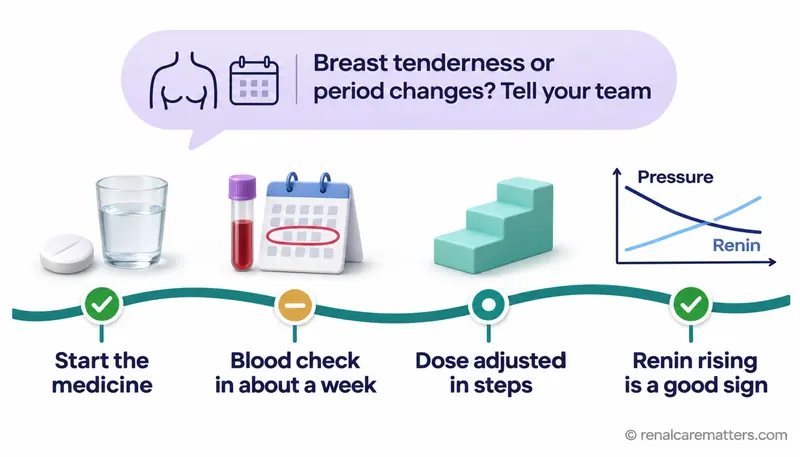 Breast tenderness or
period changes? Tell your team
Pressure
Renin
Start the
medicine
Blood check
in about a week
Dose adjusted
in steps
Renin rising
is a good sign
© renalcarematters.com